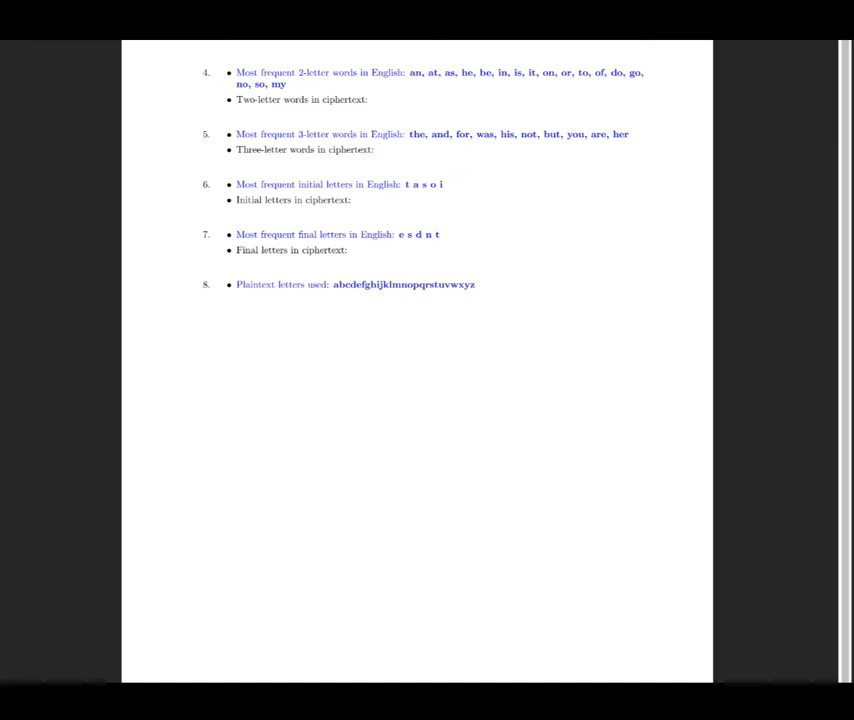 4. • Most frequent 2-letter words in English: an, at, as, he, be, in, is, it, on, or, to, of, do, go,
no, so, my
• Two-letter words in ciphertext:
5. • Most frequent 3-letter words in English: the, and, for, was, his, not, but, you, are, her
• Three-letter words in ciphertext:
6. • Most frequent initial letters in English: t a s o i
• Initial letters in ciphertext:
7. • Most frequent final letters in English: e s d n t
• Final letters in ciphertext:
8. • Plaintext letters used: abcdefghijklmnopqrstuvwxyz